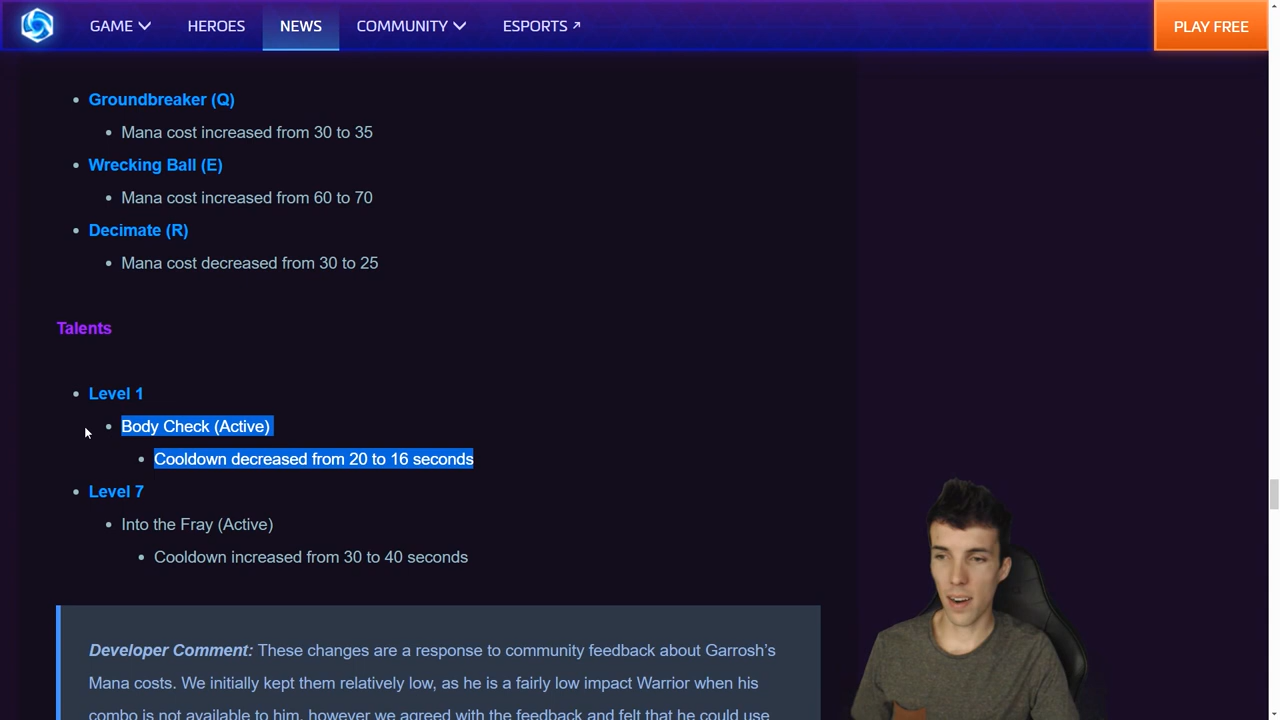 GAME HEROES NEWS COMMUNITY ESPORTS PLAY FREE
Groundbreaker (Q)
Mana cost increased from 30 to 35
Wrecking Ball (E)
Mana cost increased from 60 to 70
Decimate (R)
Mana cost decreased from 30 to 25
Talents
Level 1
Body Check (Active)
Cooldown decreased from 20 to 16 seconds
Level 7
Into the Fray (Active)
Cooldown increased from 30 to 40 seconds
Developer Comment: These changes are a response to community feedback about Garrosh’s
Mana costs. We initially kept them relatively low, as he is a fairly low impact Warrior when his
combo is not available to him, however we agreed with the feedback and felt that he could use